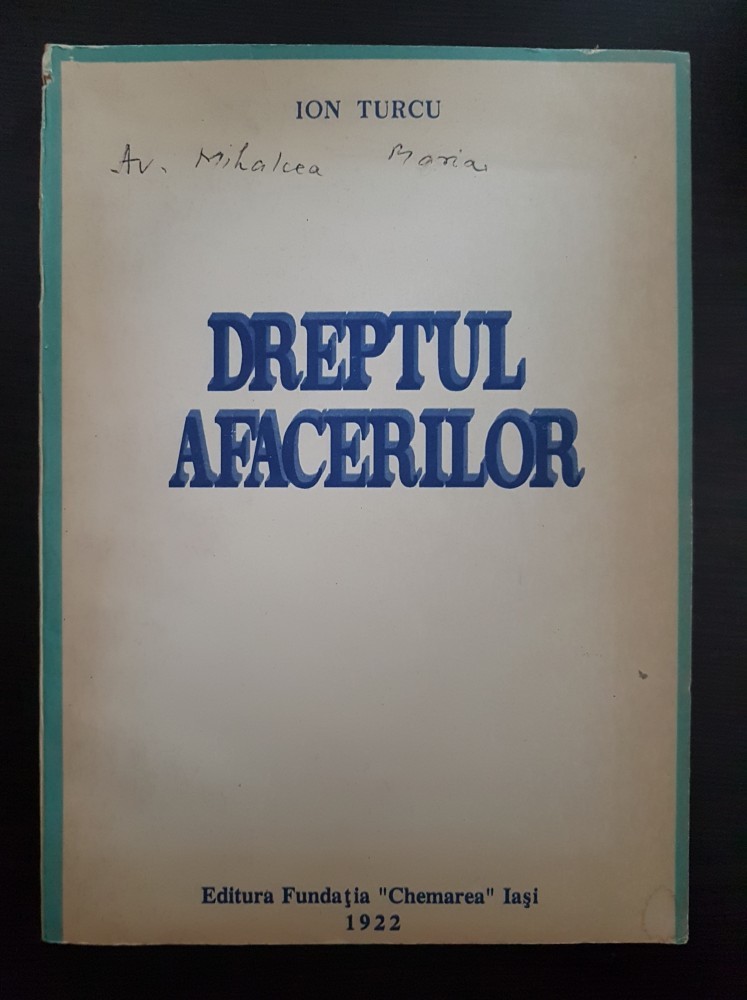 ION TURCU
Av. Mihalcea Maria
DREPTUL
AFACERILOR
Editura Fundaţia "Chemarea" Iaşi
1922